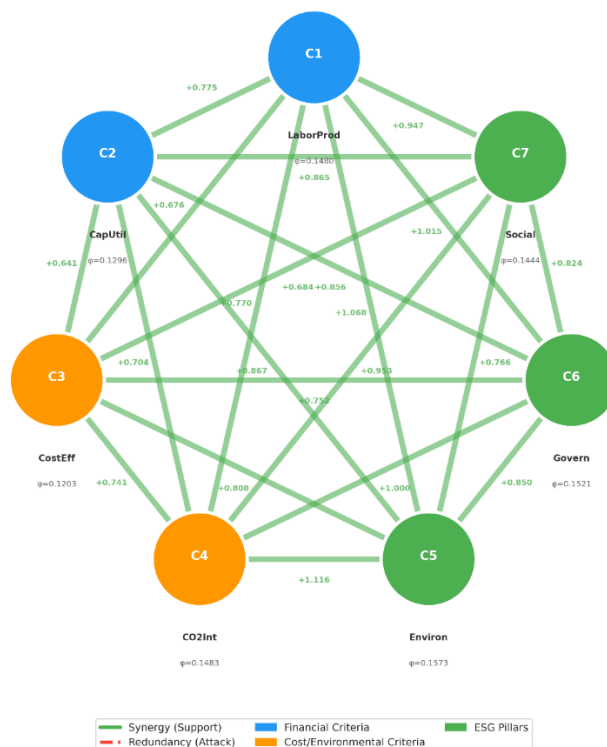 C1
+0.775
+0.947
LaborProd
C2
C7
φ=0.1480
+0.865
+0.676
CapUtil
+1.015
Social
φ=0.1296
+0.641
φ=0.1444
+0.824
+0.770
+0.684
+0.856
+1.068
+0.704
+0.867
+0.953
+0.766
C3
C6
+0.752
CostEff
Govern
φ=0.1203
+0.741
+0.808
+1.000
+0.850
φ=0.1521
C4
C5
+1.116
CO2Int
Environ
φ=0.1483
φ=0.1573
Synergy (Support)
Redundancy (Attack)
Financial Criteria
Cost/Environmental Criteria
ESG Pillars